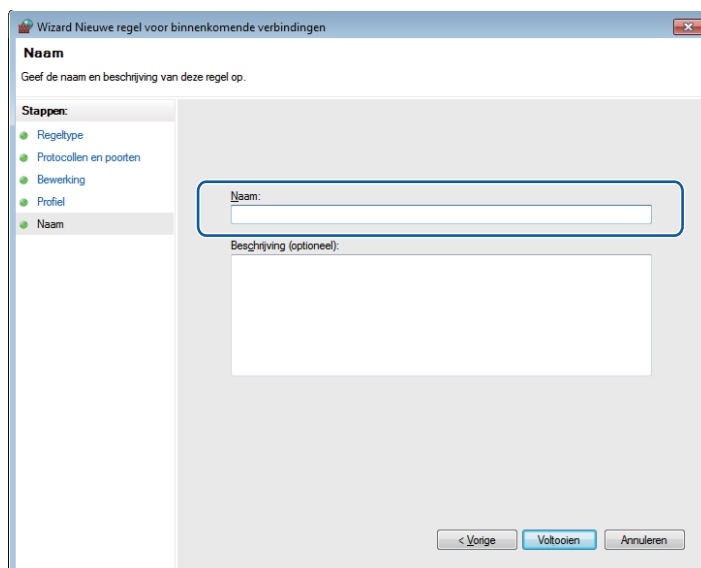 Wizard Nieuwe regel voor binnenkomende verbindingen
Naam
Geef de naam en beschrijving van deze regel op.
Stappen:
Regeltype
Protocollen en poorten
Bewerking
Profiel
Naam
Naam:
Beschrijving (optioneel):
< Vorige
Voltooien
Annuleren